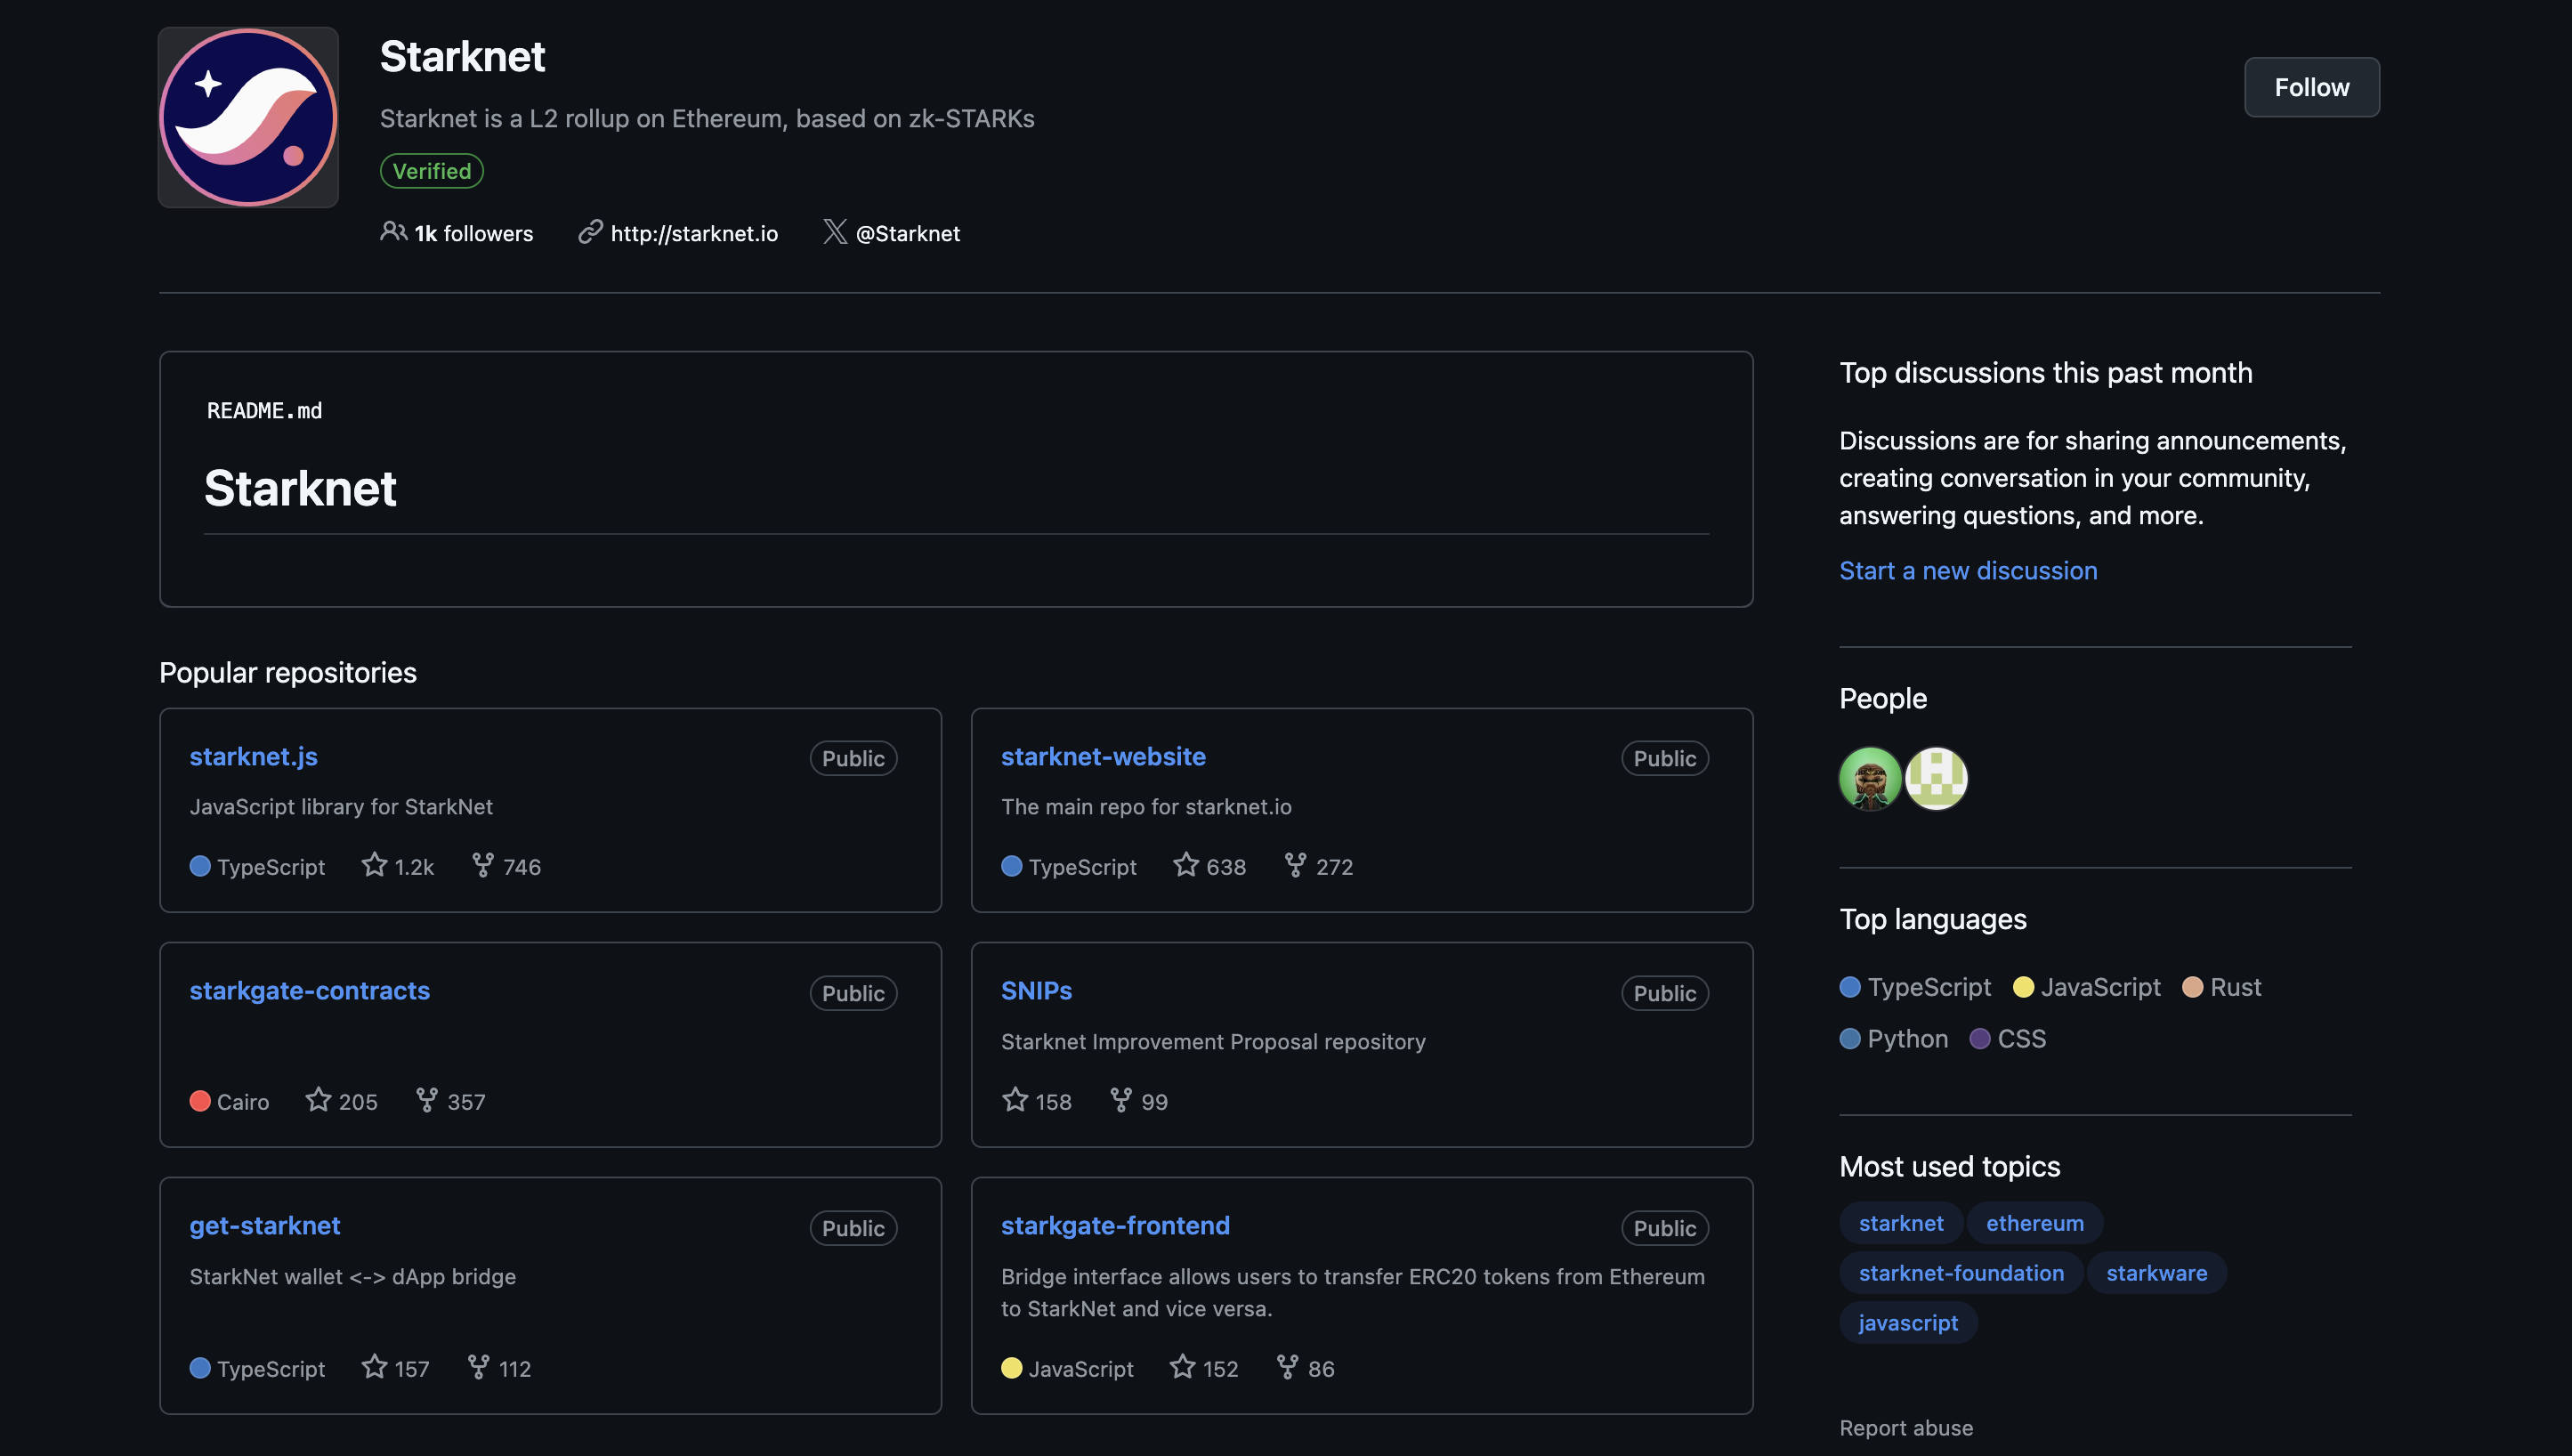 Starknet
Follow
Starknet is a L2 rollup on Ethereum, based on zk-STARKs
Verified
1k followers http://starknet.io @Starknet
README.md
Starknet
Popular repositories
starknet.js Public
JavaScript library for StarkNet
TypeScript 1.2k 746
starknet-website Public
The main repo for starknet.io
TypeScript 638 272
starkgate-contracts Public
Cairo 205 357
SNIPs Public
Starknet Improvement Proposal repository
158 99
get-starknet Public
StarkNet wallet <-> dApp bridge
TypeScript 157 112
starkgate-frontend Public
Bridge interface allows users to transfer ERC20 tokens from Ethereum
to StarkNet and vice versa.
JavaScript 152 86
Top discussions this past month
Discussions are for sharing announcements,
creating conversation in your community,
answering questions, and more.
Start a new discussion
People
Top languages
TypeScript JavaScript Rust
Python CSS
Most used topics
starknet ethereum
starknet-foundation starkware
javascript
Report abuse